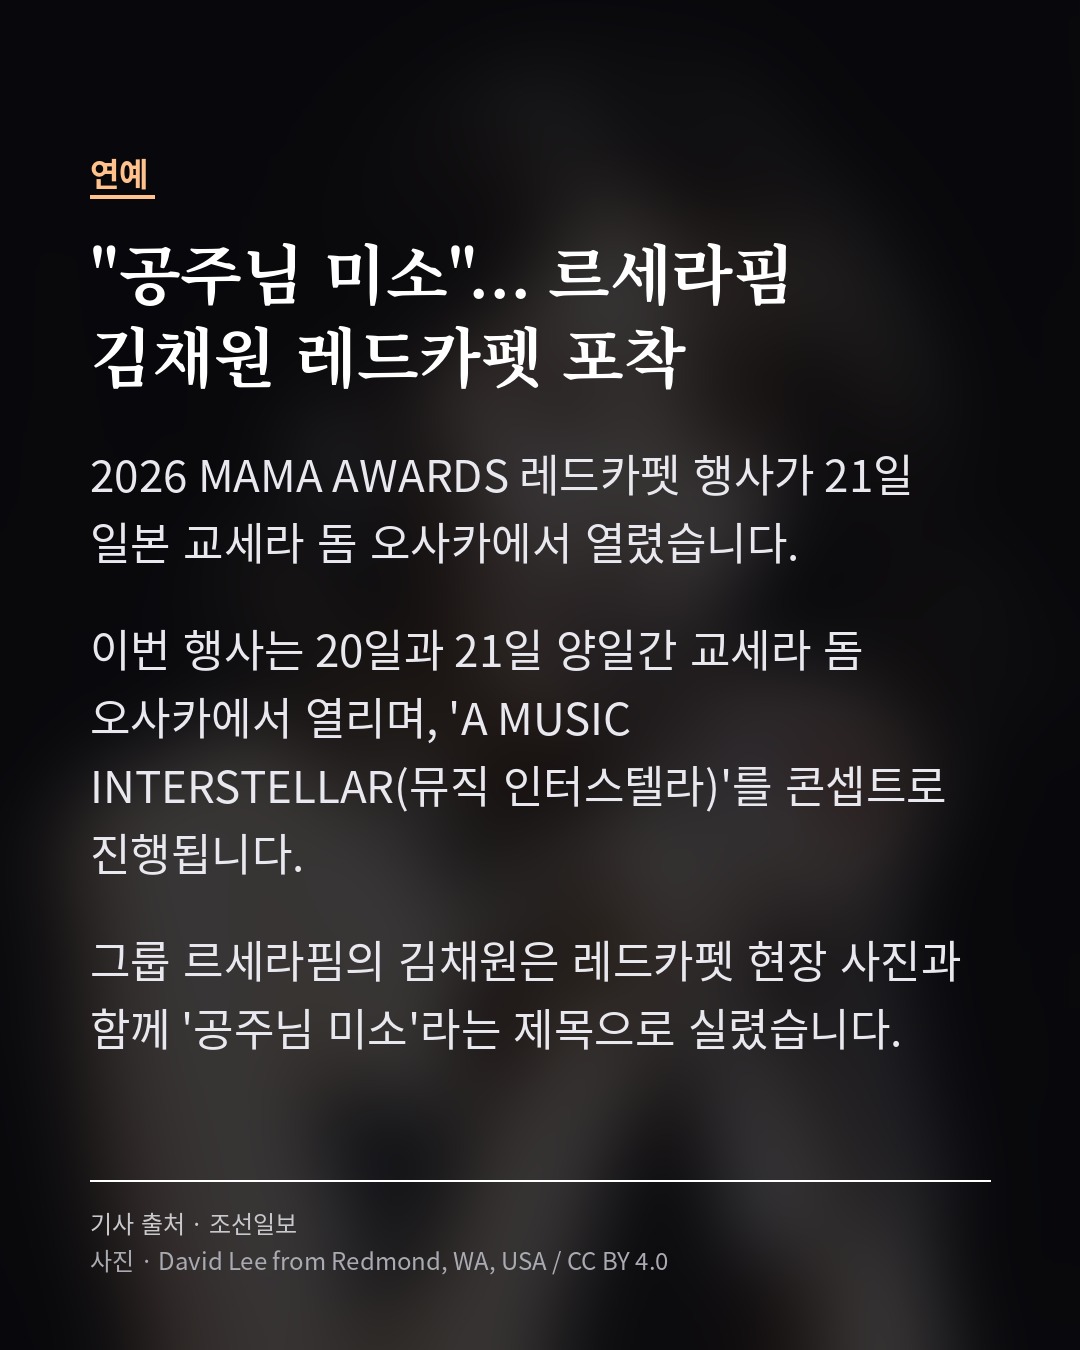 연예
"공주님 미소"... 르세라핌
김채원 레드카펫 포착
2026 MAMA AWARDS 레드카펫 행사가 21일
일본 교세라 돔 오사카에서 열렸습니다.
이번 행사는 20일과 21일 양일간 교세라 돔
오사카에서 열리며, 'A MUSIC
INTERSTELLAR(뮤직 인터스텔라)'를 콘셉트로
진행됩니다.
그룹 르세라핌의 김채원은 레드카펫 현장 사진과
함께 '공주님 미소'라는 제목으로 실렸습니다.
기사 출처 · 조선일보
사진 · David Lee from Redmond, WA, USA / CC BY 4.0